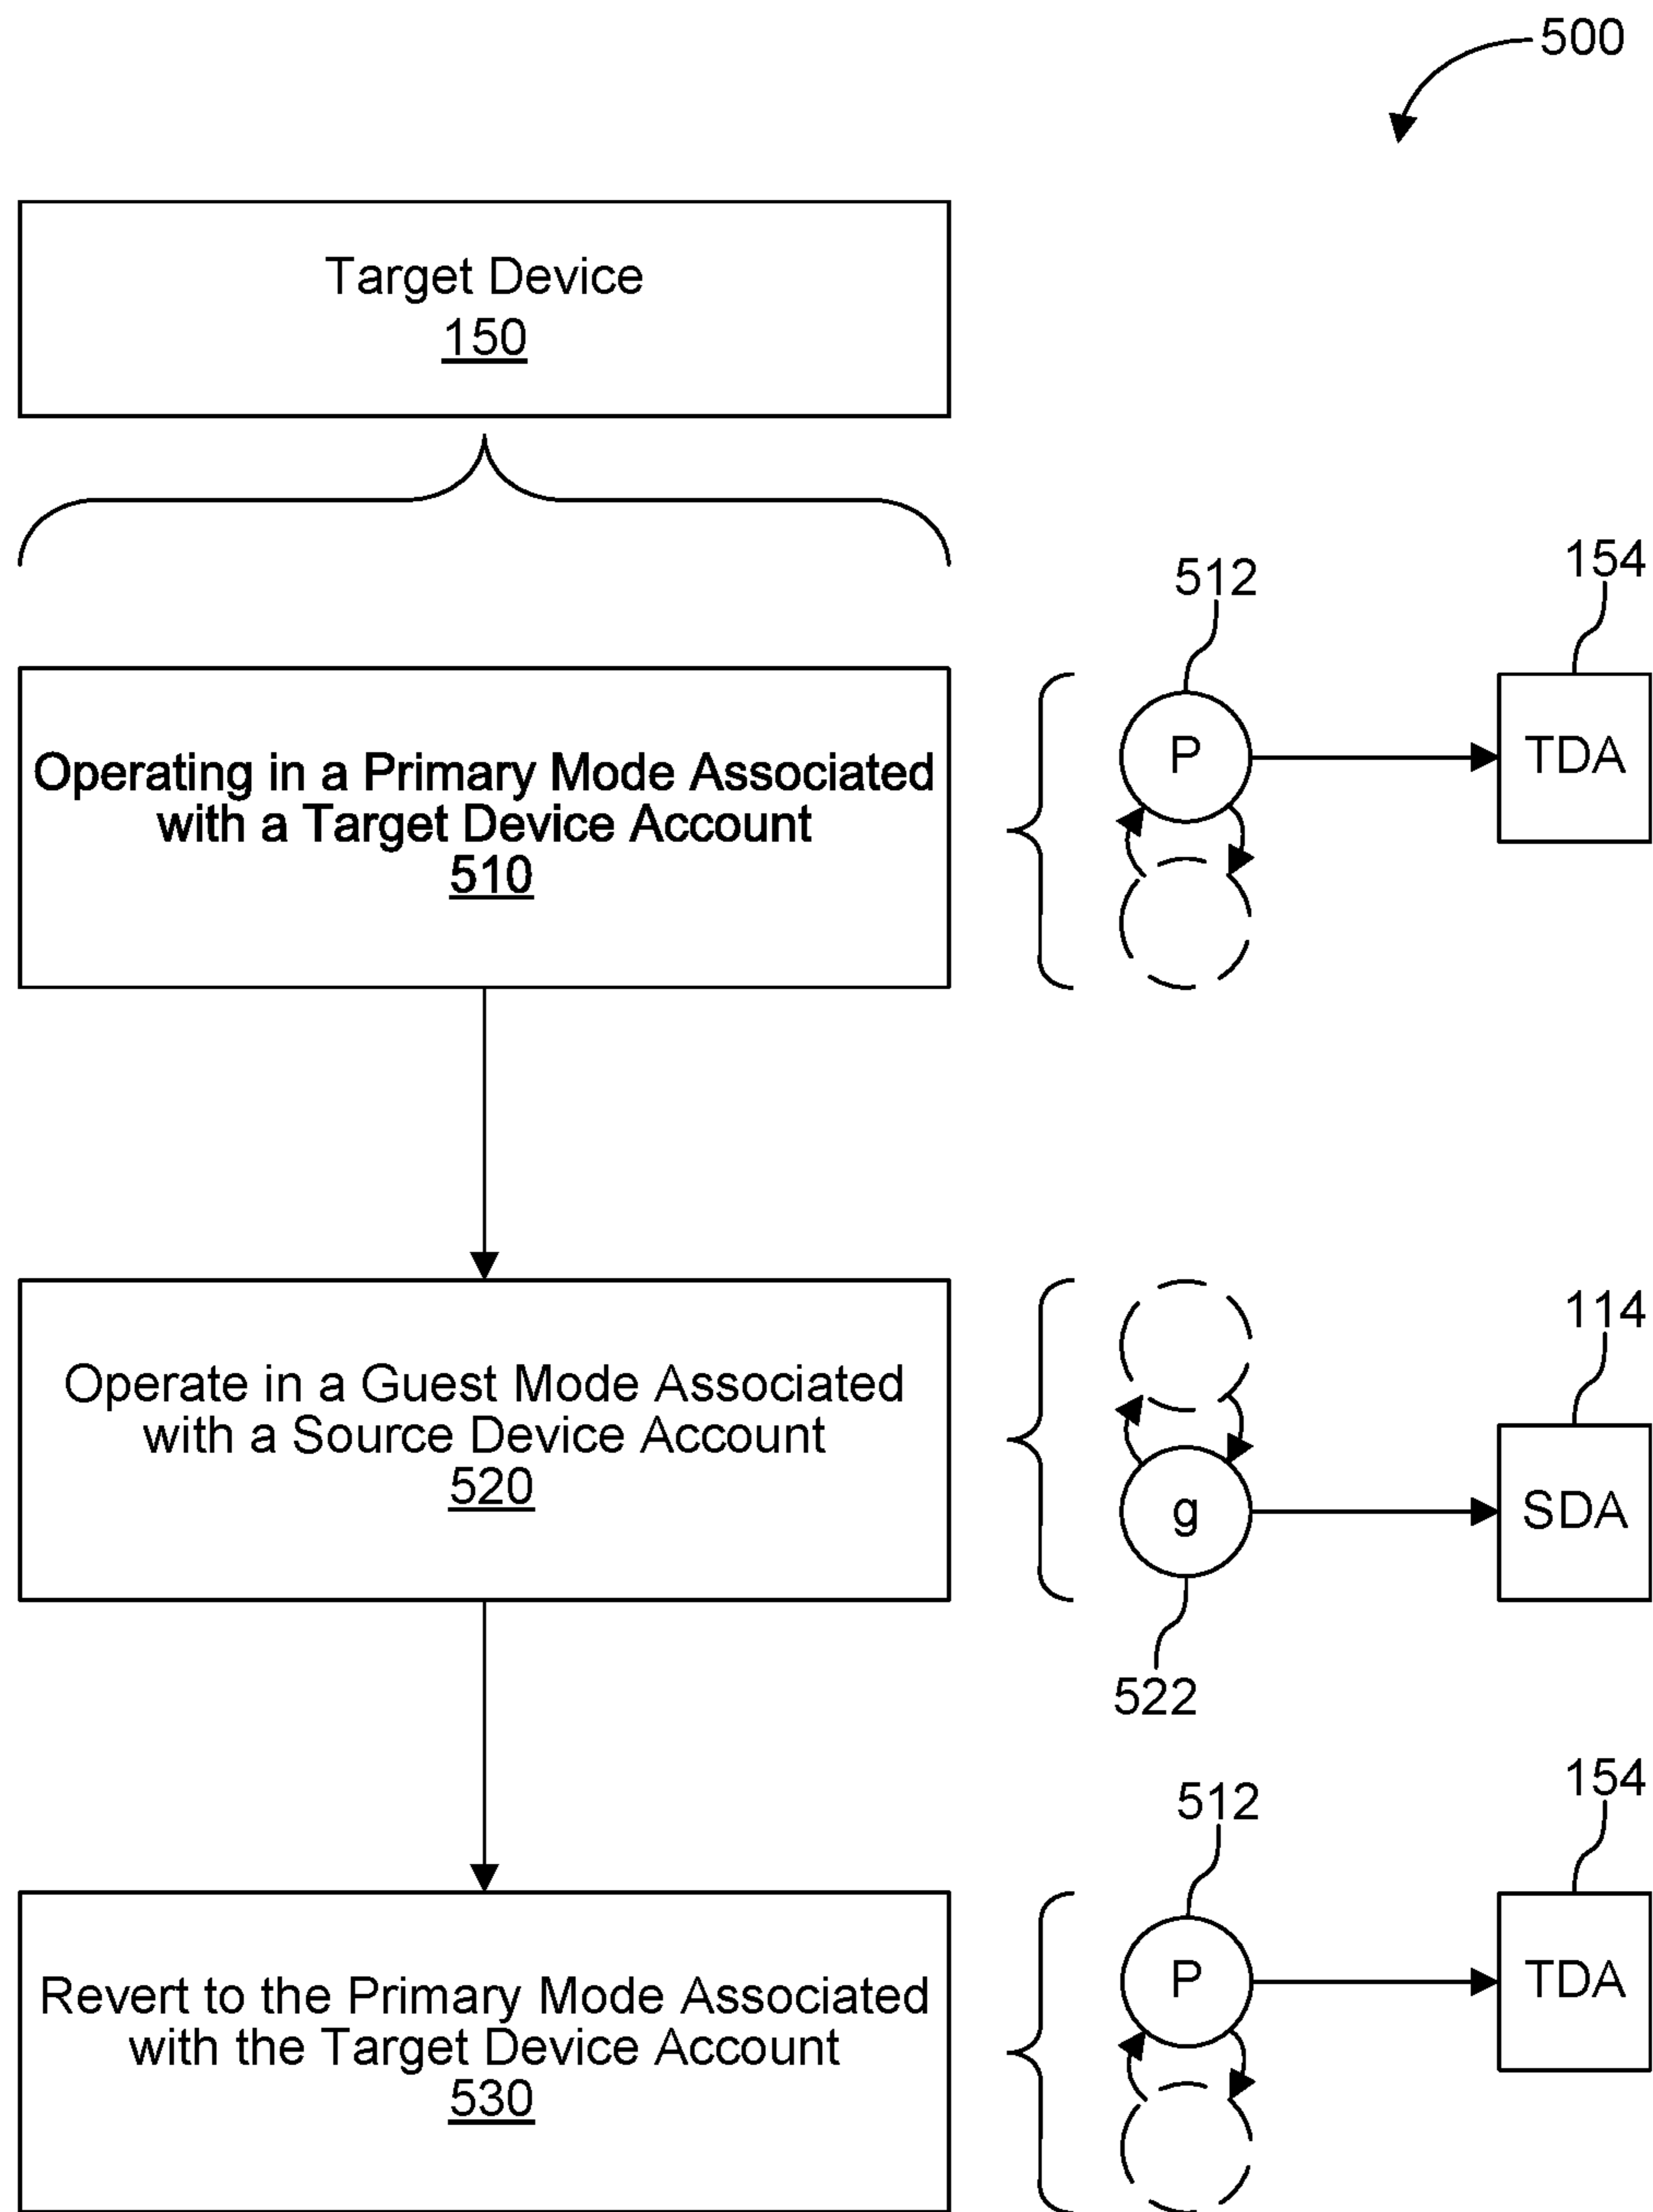 500
Target Device
150
512
154
Operating in a Primary Mode Associated
with a Target Device Account
510
P
TDA
114
Operate in a Guest Mode Associated
with a Source Device Account
520
g
SDA
522
512
154
Revert to the Primary Mode Associated
with the Target Device Account
530
P
TDA